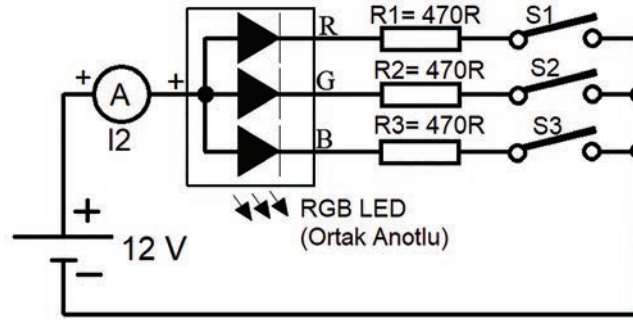 R
R1= 470R
S1
G
R2= 470R
S2
B
R3= 470R
S3
+
A
+
I2
RGB LED
(Ortak Anotlu)
+
12 V
−